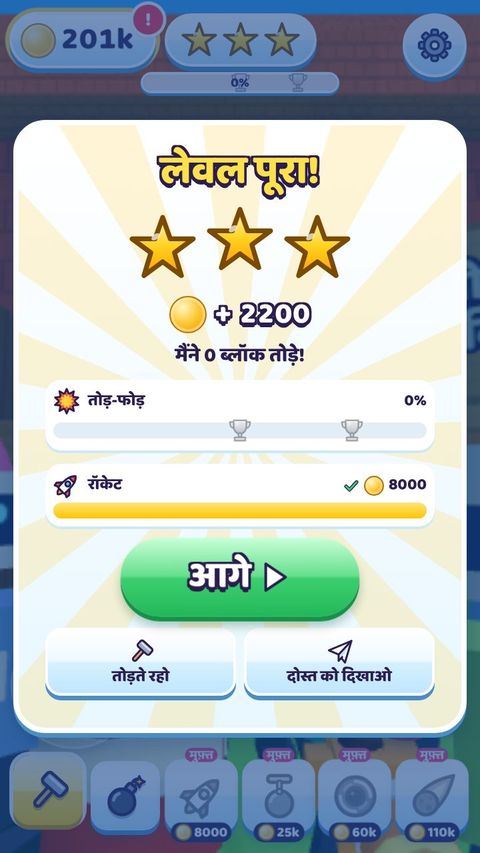 201k
!
0%
लेवल पूरा!
+ 2200
मैंने 0 ब्लॉक तोड़े!
तोड़-फोड़ 0%
रॉकेट 8000
आगे
तोड़ते रहो
दोस्त को दिखाओ
मुफ़्त मुफ़्त मुफ़्त मुफ़्त
8000 25k 60k 110k